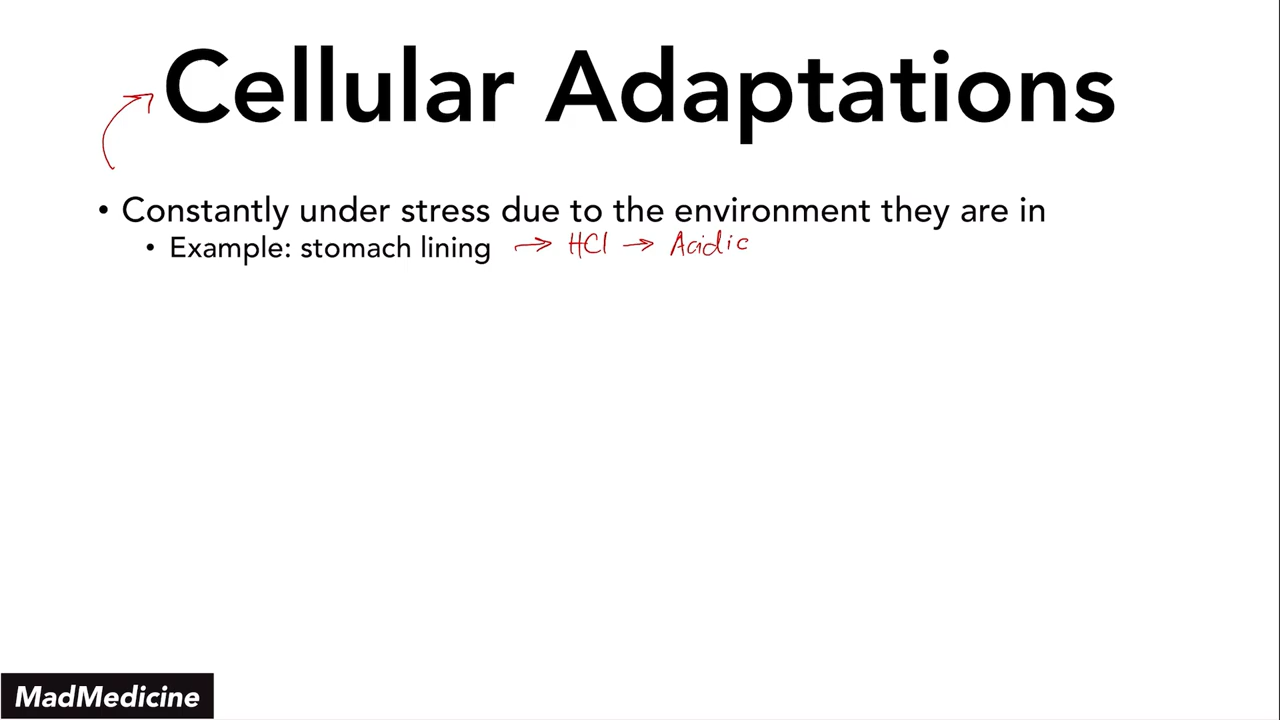 Cellular Adaptations
• Constantly under stress due to the environment they are in
• Example: stomach lining → HCl → Acidic
MadMedicine